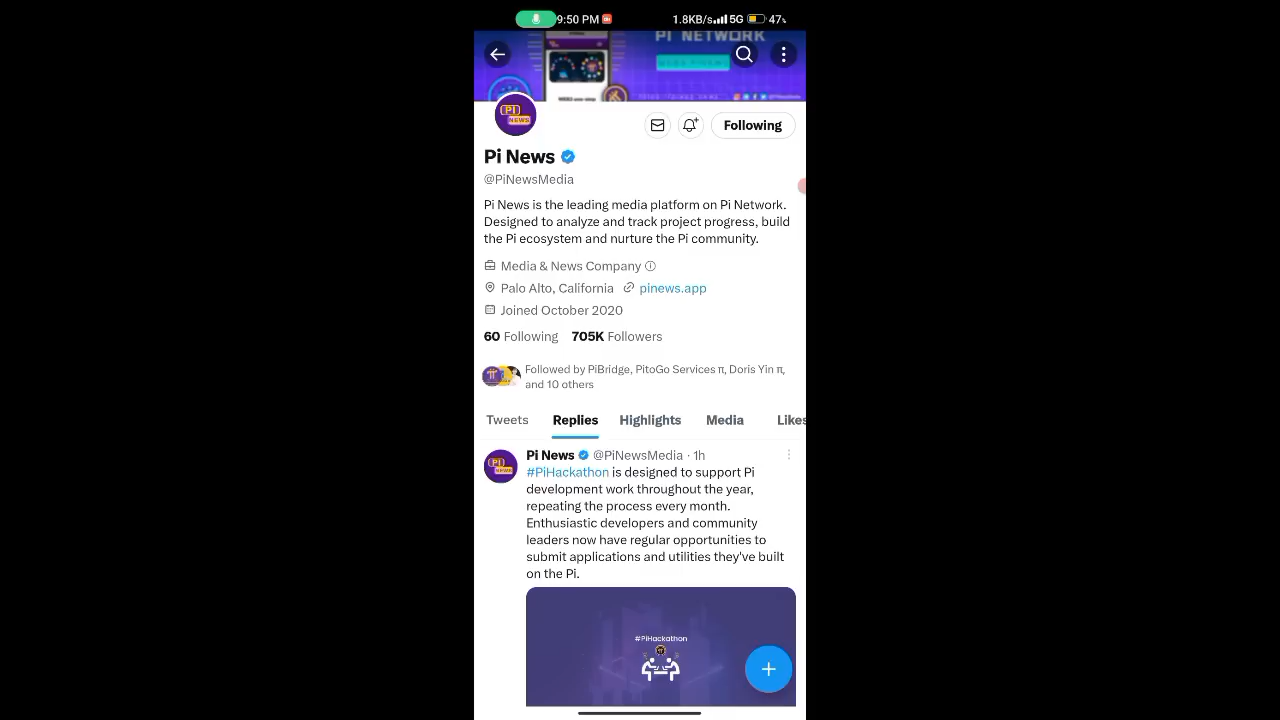 9:50 PM
1.8KB/s 5G 47%
PI NETWORK
PI NEWS
Following
Pi News
@PiNewsMedia
Pi News is the leading media platform on Pi Network.
Designed to analyze and track project progress, build
the Pi ecosystem and nurture the Pi community.
Media & News Company
Palo Alto, California pinews.app
Joined October 2020
60 Following 705K Followers
Followed by PiBridge, PitoGo Services π, Doris Yin π,
and 10 others
Tweets Replies Highlights Media Likes
Pi News @PiNewsMedia · 1h
PI NEWS
#PiHackathon is designed to support Pi
development work throughout the year,
repeating the process every month.
Enthusiastic developers and community
leaders now have regular opportunities to
submit applications and utilities they've built
on the Pi.
#PiHackathon